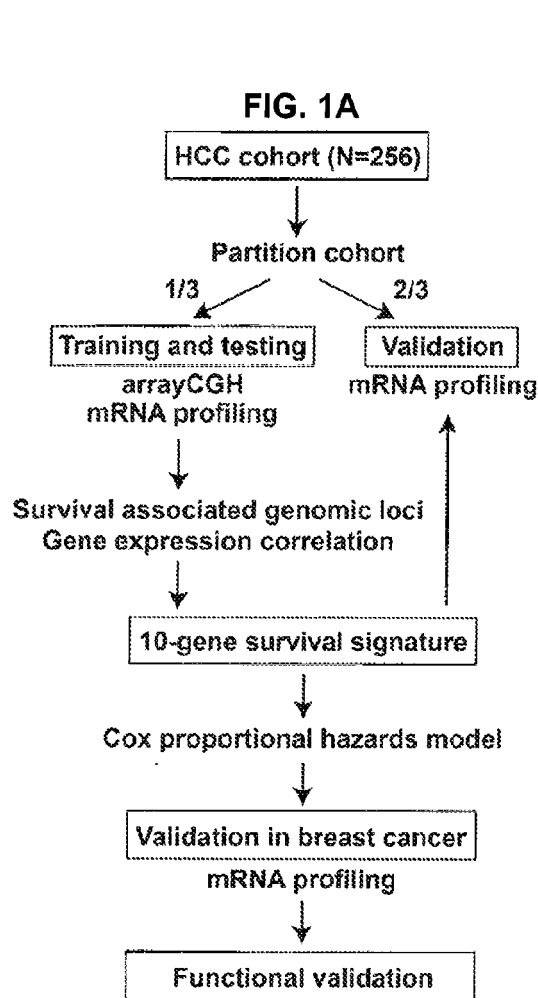 FIG. 1A
HCC cohort (N=256)
Partition cohort
1/3
2/3
Training and testing
Validation
arrayCGH
mRNA profiling
mRNA profiling
Survival associated genomic loci
Gene expression correlation
10-gene survival signature
Cox proportional hazards model
Validation in breast cancer
mRNA profiling
Functional validation